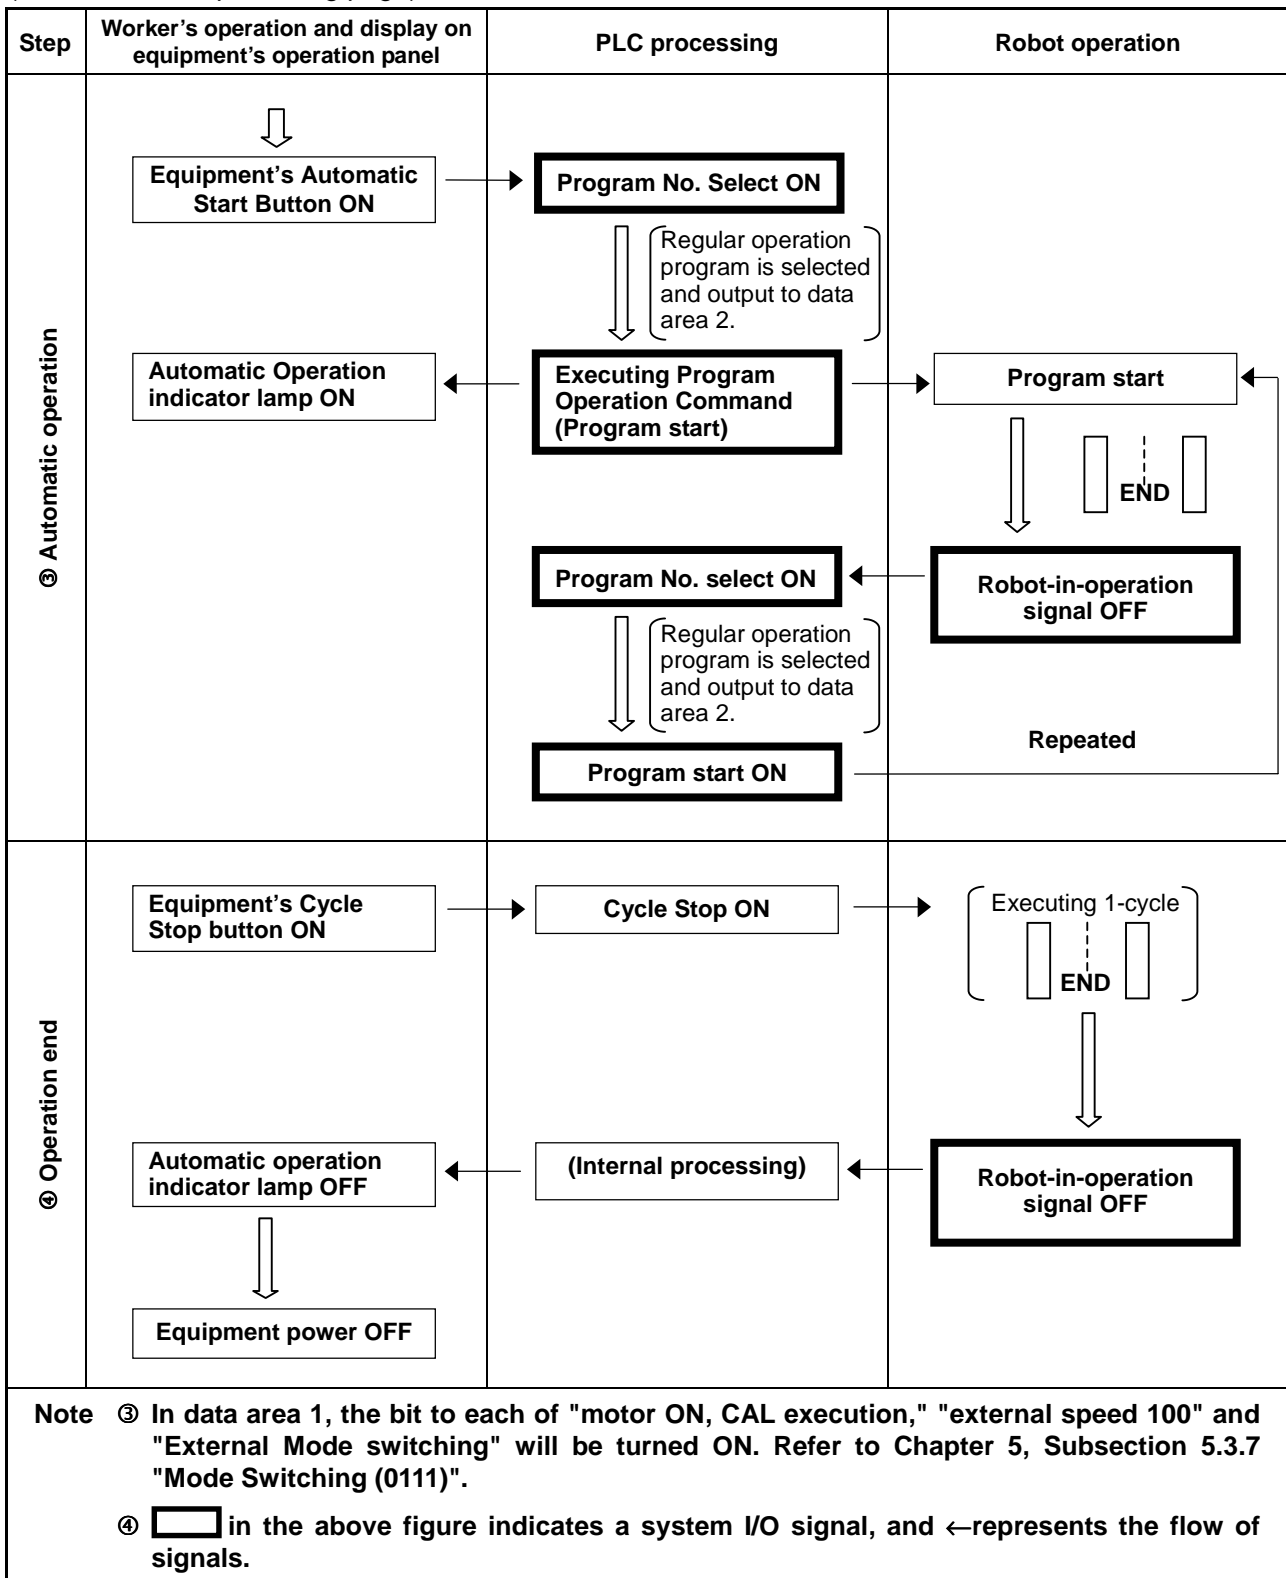 Step
Worker's operation and display on
equipment's operation panel
PLC processing
Robot operation
③ Automatic operation
Equipment's Automatic
Start Button ON
Program No. Select ON
Regular operation
program is selected
and output to data
area 2.
Automatic Operation
indicator lamp ON
Executing Program
Operation Command
(Program start)
Program start
END
Program No. select ON
Robot-in-operation
signal OFF
Regular operation
program is selected
and output to data
area 2.
Program start ON
Repeated
④ Operation end
Equipment's Cycle
Stop button ON
Cycle Stop ON
Executing 1-cycle
END
Automatic operation
indicator lamp OFF
(Internal processing)
Robot-in-operation
signal OFF
Equipment power OFF
Note ③ In data area 1, the bit to each of "motor ON, CAL execution," "external speed 100" and
"External Mode switching" will be turned ON. Refer to Chapter 5, Subsection 5.3.7
"Mode Switching (0111)".
④ in the above figure indicates a system I/O signal, and ←represents the flow of
signals.